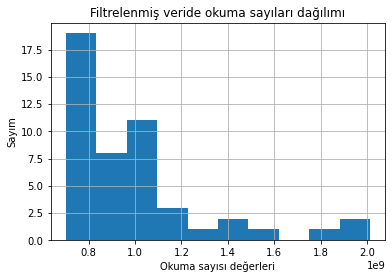 Filtrelenmiş veride okuma sayıları dağılımı
Sayım
17.5
15.0
12.5
10.0
7.5
5.0
2.5
0.0
0.8 1.0 1.2 1.4 1.6 1.8 2.0
1e9
Okuma sayısı değerleri